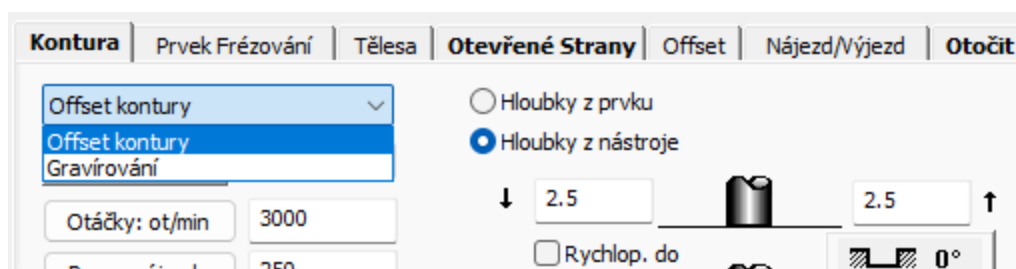 Kontura Prvek Frézování Tělesa Otevřené Strany Offset Nájezd/Výjezd Otočit
Offset kontury Hloubky z prvku
Offset kontury Hloubky z nástroje
Gravírování
2.5 2.5
Otáčky: ot/min 3000
Rychlop. do
250 0°